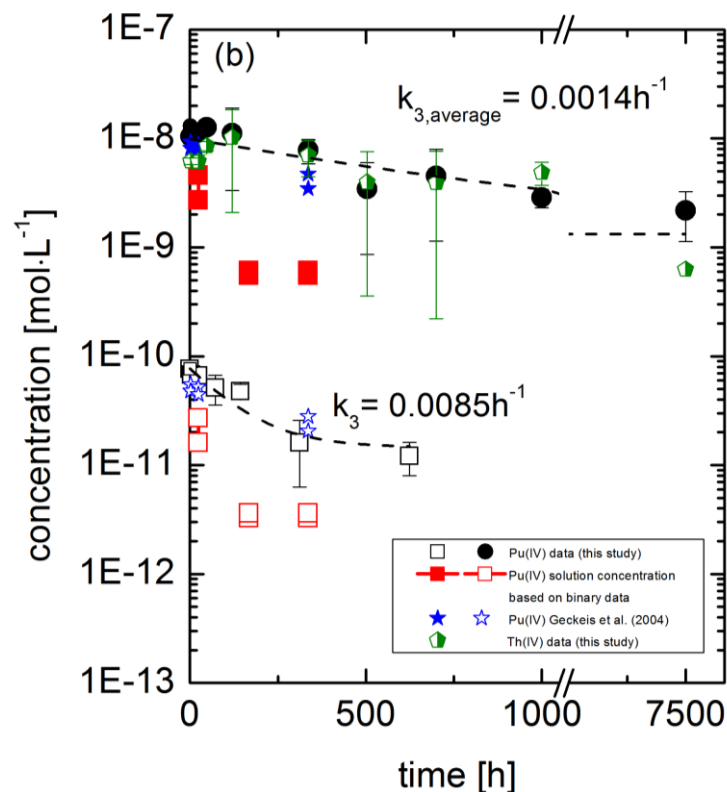 1E-7
(b)
k3,average = 0.0014h-1
1E-8
1E-9
1E-10
k3= 0.0085h-1
1E-11
1E-12
1E-13
concentration [mol·L-1]
Pu(IV) data (this study)
Pu(IV) solution concentration
based on binary data
Pu(IV) Geckeis et al. (2004)
Th(IV) data (this study)
0 500 1000 7500
time [h]